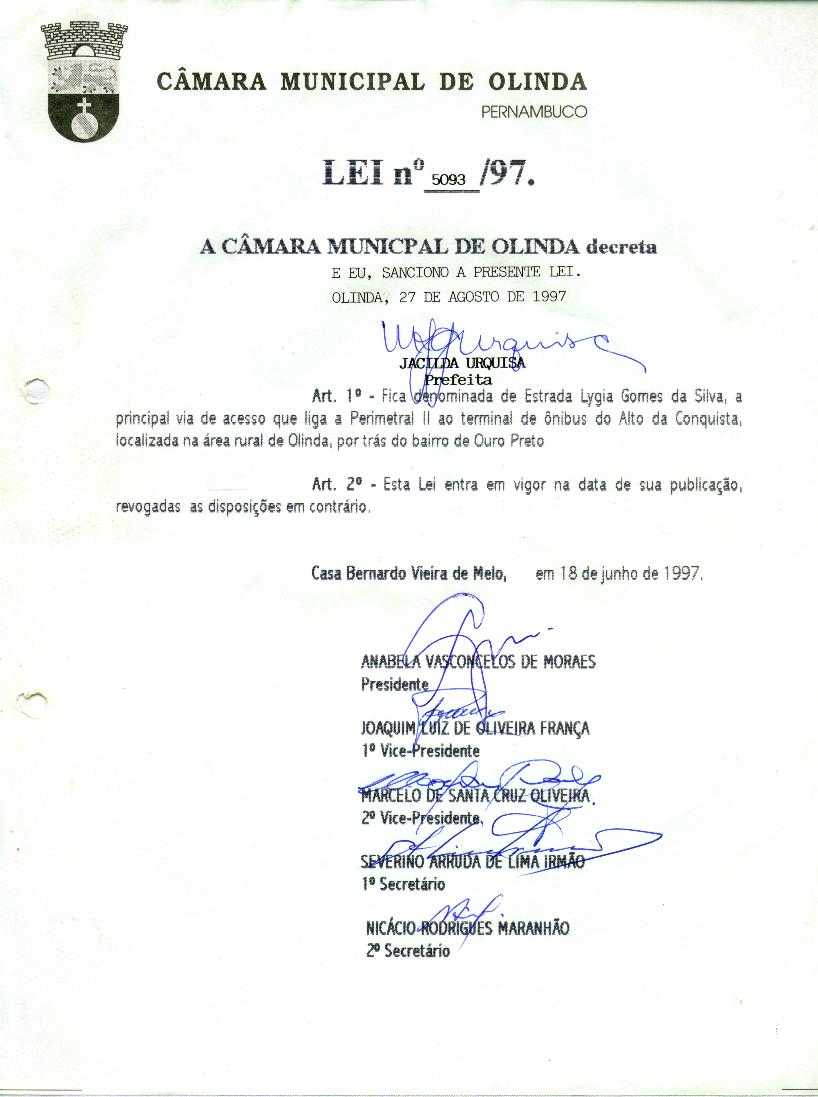 CÂMARA MUNICIPAL DE OLINDA
PERNAMBUCO
LEI nº 5093 /97.
A CÂMARA MUNICPAL DE OLINDA decreta
E EU, SANCIONO A PRESENTE LEI.
OLINDA, 27 DE AGOSTO DE 1997
JACILDA URQUISA
Prefeita
Art. 1º - Fica denominada de Estrada Lygia Gomes da Silva, a
principal via de acesso que liga a Perimetral II ao terminal de ônibus do Alto da Conquista,
localizada na área rural de Olinda, por trás do bairro de Ouro Preto
Art. 2º - Esta Lei entra em vigor na data de sua publicação,
revogadas as disposições em contrário.
Casa Bernardo Vieira de Melo, em 18 de junho de 1997.
ANABELA VASCONCELOS DE MORAES
Presidente
JOAQUIM LUIZ DE OLIVEIRA FRANÇA
1º Vice-Presidente
MARCELO DE SANTA CRUZ OLIVEIRA
2º Vice-Presidente
SEVERINO ARRUDA DE LIMA IRMÃO
1º Secretário
NICÁCIO RODRIGUES MARANHÃO
2º Secretário